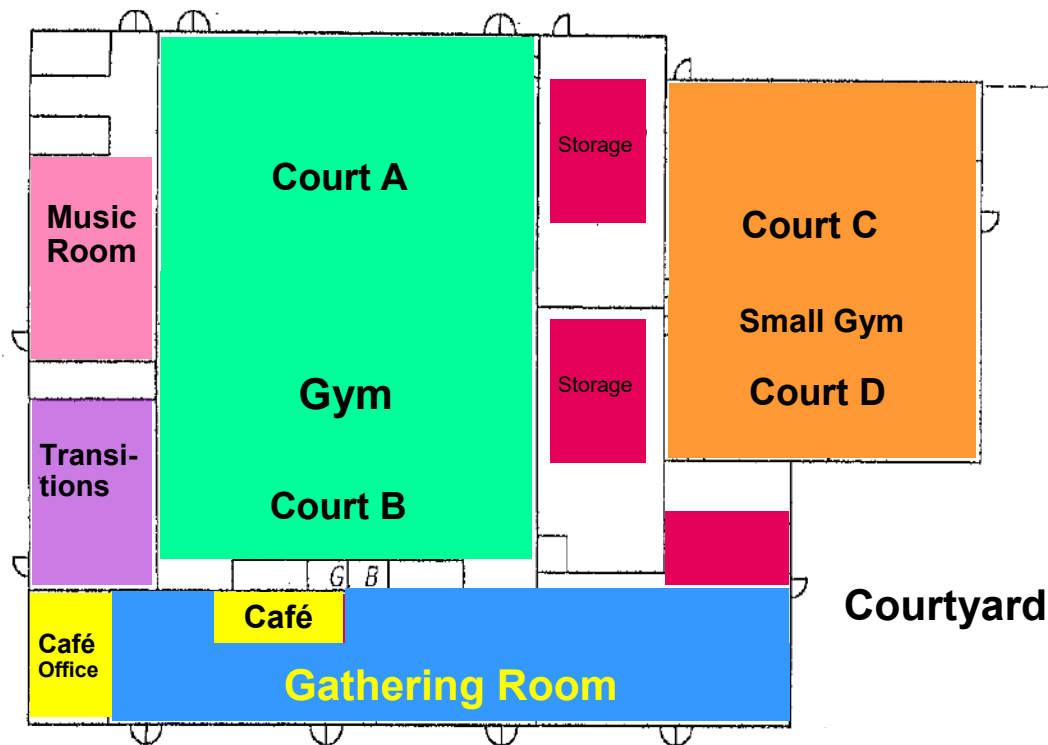 Court A
Storage
Music
Room
Court C
Small Gym
Gym
Storage
Court D
Transi-
tions
Court B
G B
Café
Office
Café
Gathering Room
Courtyard